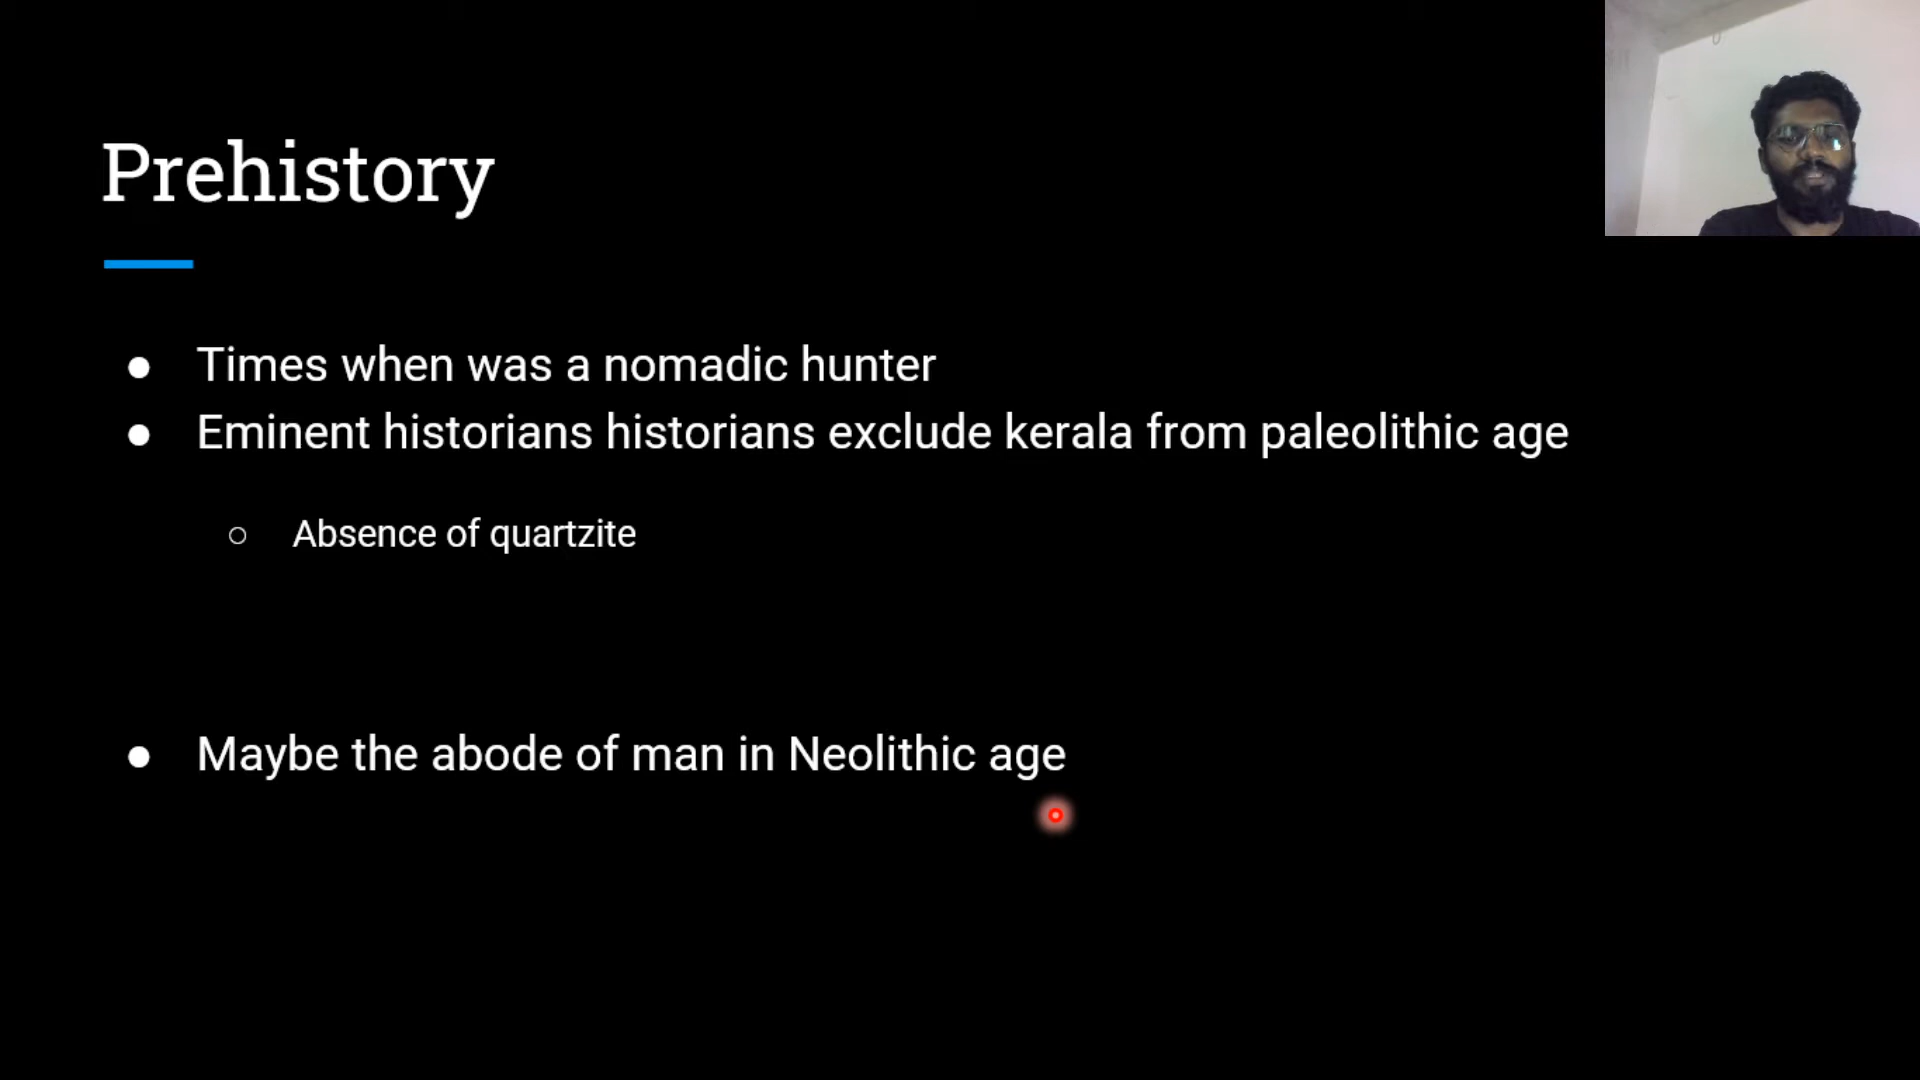 Prehistory
● Times when was a nomadic hunter
● Eminent historians historians exclude kerala from paleolithic age
○ Absence of quartzite
● Maybe the abode of man in Neolithic age